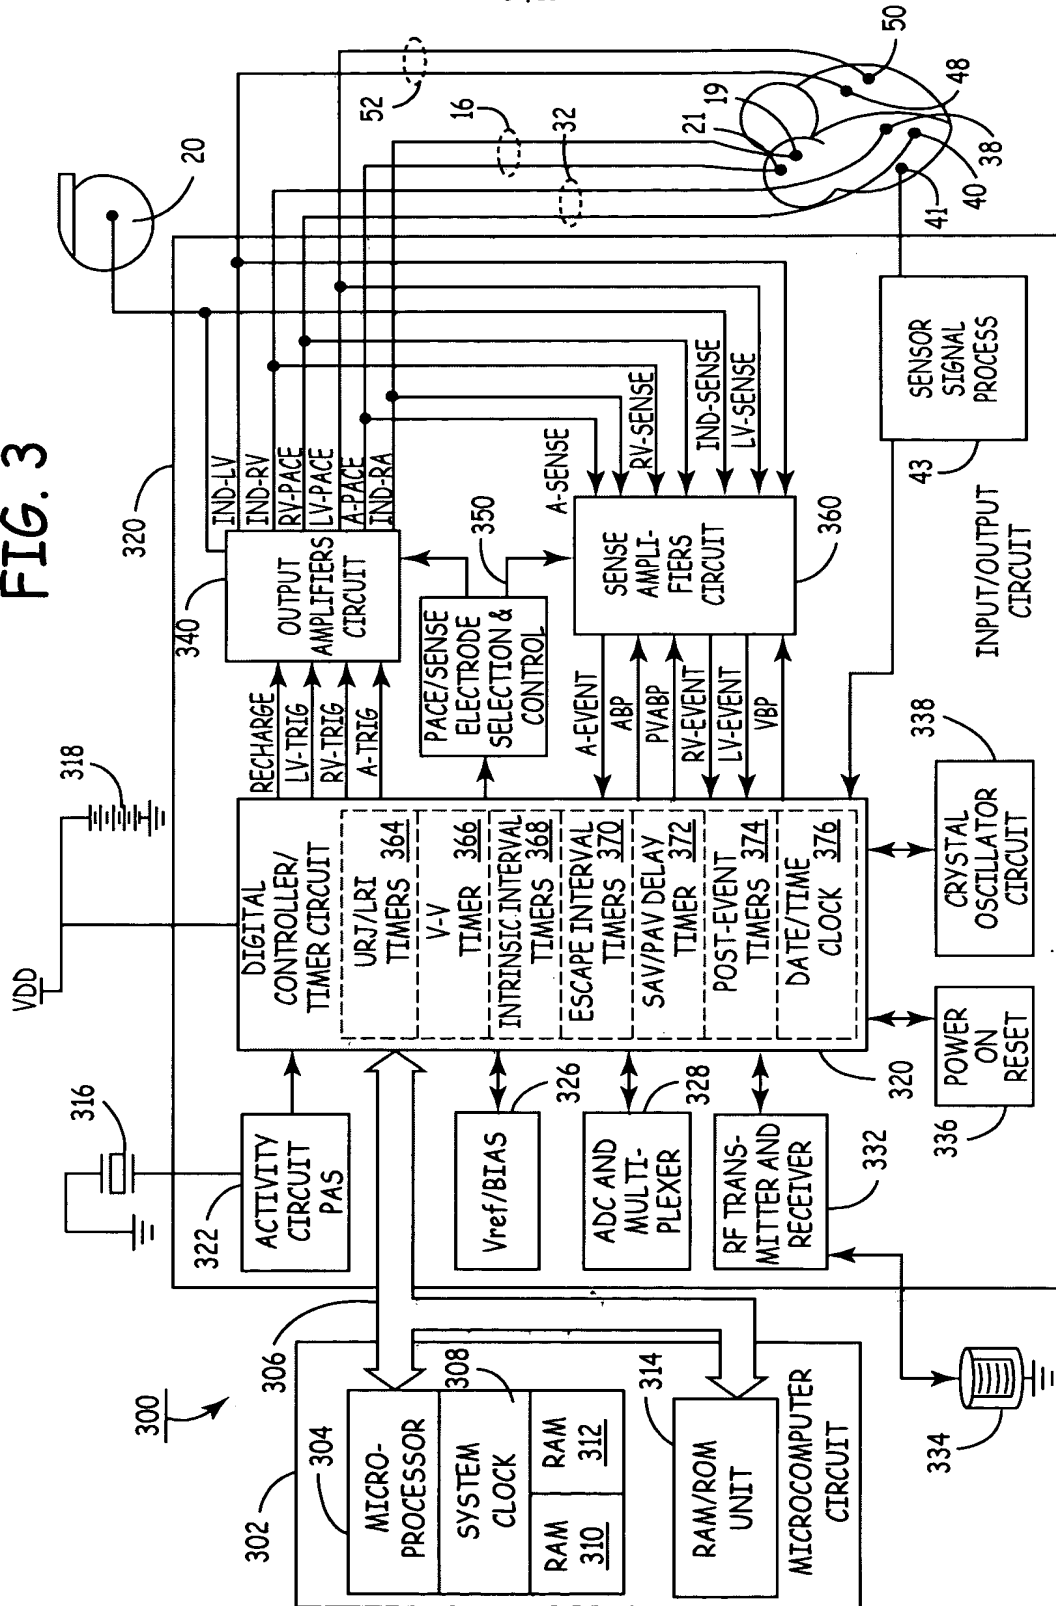 FIG. 3
300
302
304
MICRO-
PROCESSOR
SYSTEM
CLOCK
308
RAM
310
RAM
312
306
314
RAM/ROM
UNIT
MICROCOMPUTER
CIRCUIT
316
322
ACTIVITY
CIRCUIT
PAS
Vref/BIAS
326
ADC AND
MULTI-
PLEXER
328
RF TRANS-
MITTER AND
RECEIVER
332
334
VDD
318
DIGITAL
CONTROLLER/
TIMER CIRCUIT
URJ/LRI
TIMERS 364
V-V
TIMER 366
INTRINSIC INTERVAL
TIMERS 368
ESCAPE INTERVAL
TIMERS 370
SAV/PAV DELAY
TIMER 372
POST-EVENT
TIMERS 374
DATE/TIME
CLOCK 376
320
POWER
ON
RESET
336
CRYSTAL
OSCILLATOR
CIRCUIT
338
RECHARGE
LV-TRIG
RV-TRIG
A-TRIG
320
340
OUTPUT
AMPLIFIERS
CIRCUIT
PACE/SENSE
ELECTRODE
SELECTION &
CONTROL
350
A-EVENT
ABP
PVABP
RV-EVENT
LV-EVENT
VBP
SENSE
AMPLI-
FIERS
CIRCUIT
360
INPUT/OUTPUT
CIRCUIT
IND-LV
IND-RV
RV-PACE
LV-PACE
A-PACE
IND-RA
A-SENSE
RV-SENSE
IND-SENSE
LV-SENSE
SENSOR
SIGNAL
PROCESS
43
20
52
16
32
21
19
50
48
38
40
41